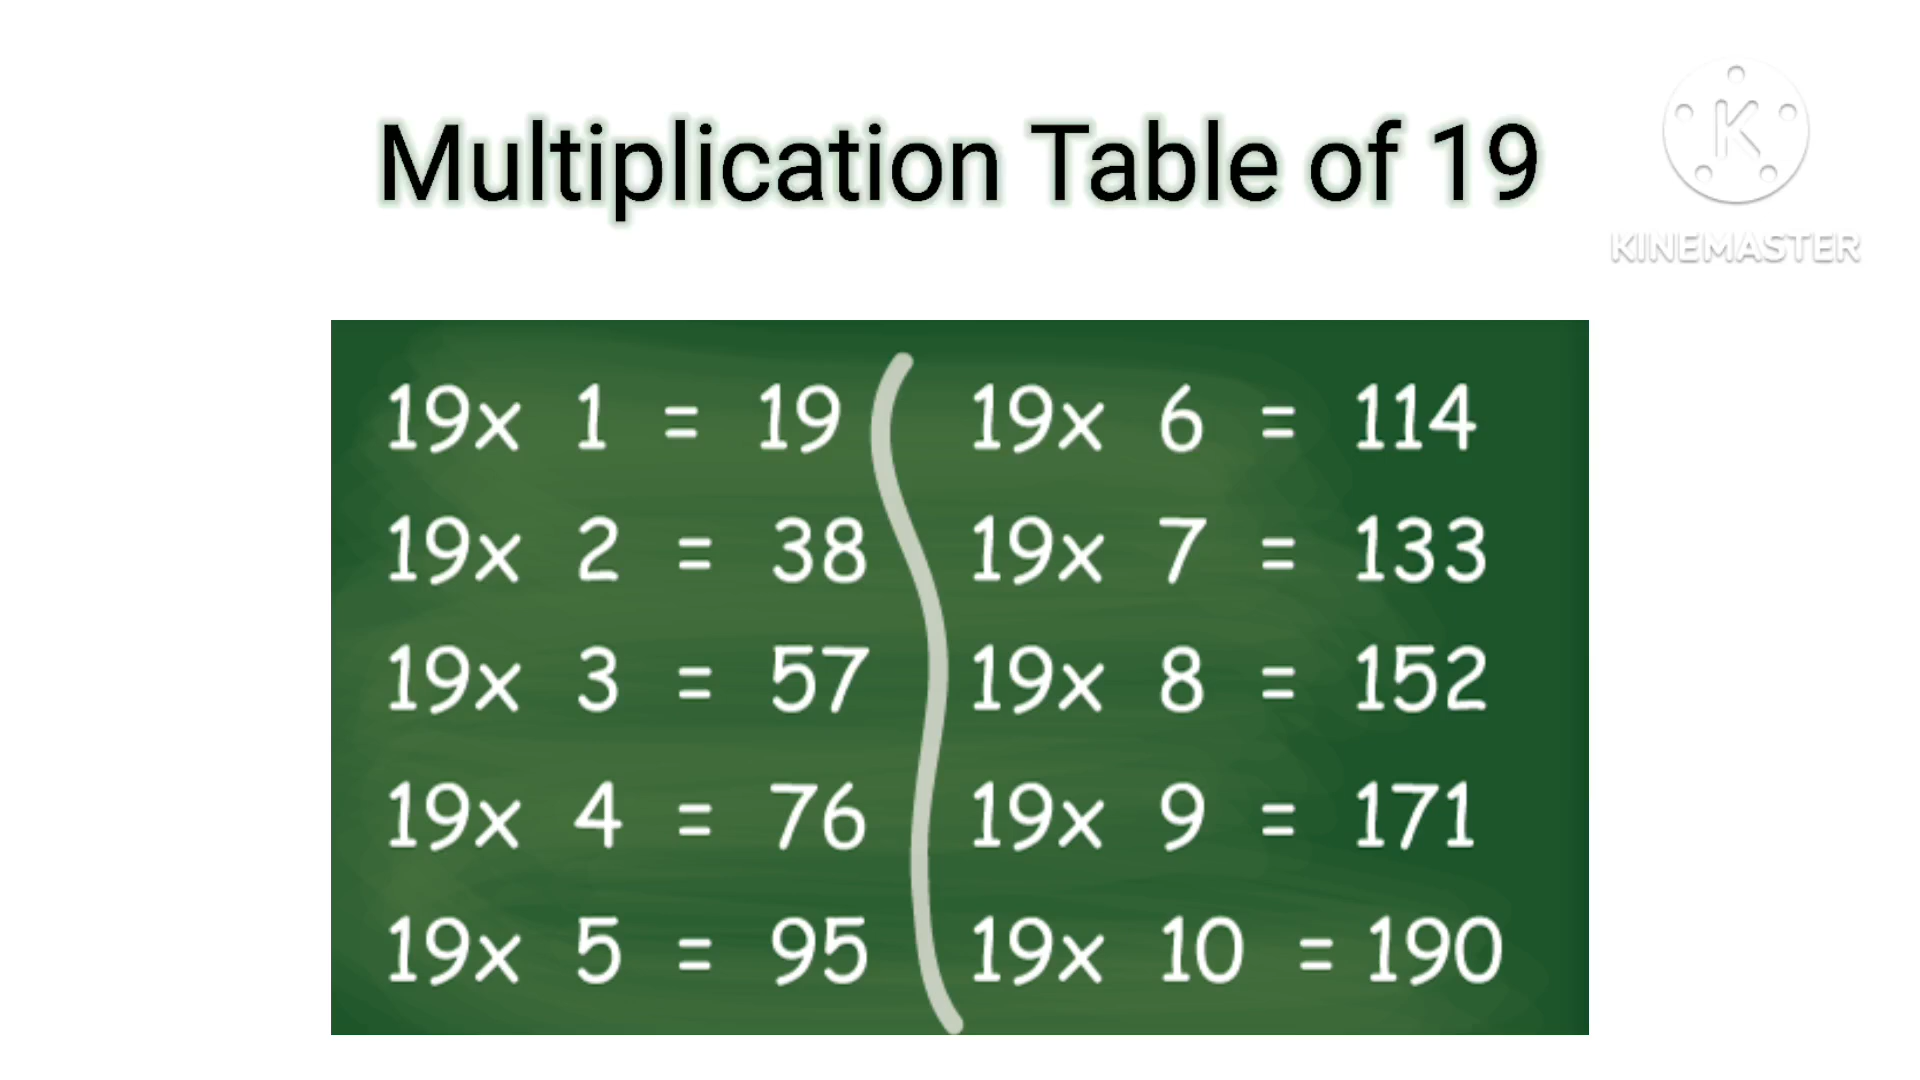 Multiplication Table of 19
K
KINEMASTER
19x 1 = 19
19x 2 = 38
19x 3 = 57
19x 4 = 76
19x 5 = 95
19x 6 = 114
19x 7 = 133
19x 8 = 152
19x 9 = 171
19x 10 = 190